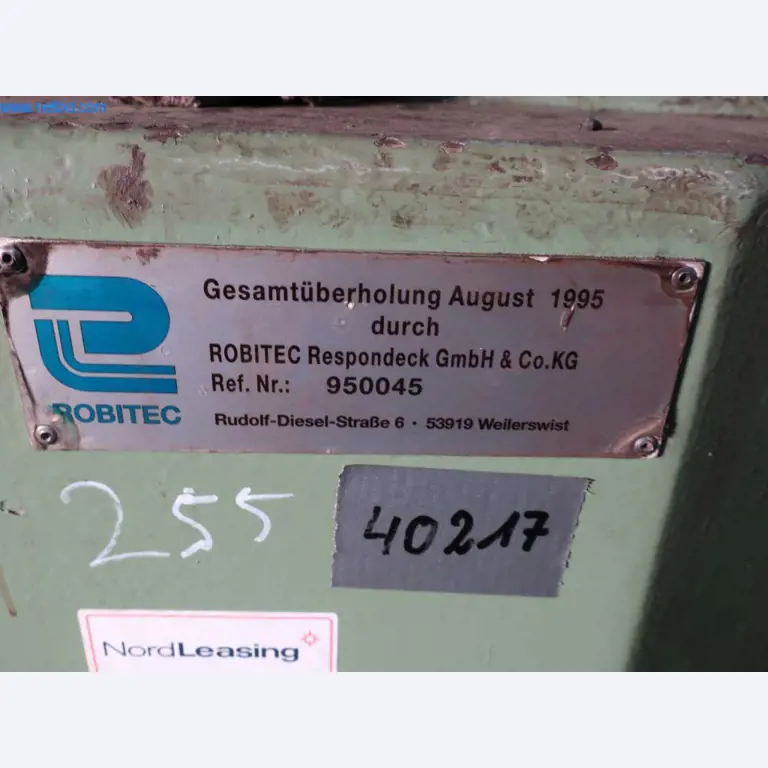 Gesamtüberholung August 1995
durch
ROBITEC Respondeck GmbH & Co.KG
Ref. Nr.: 950045
Rudolf-Diesel-Straße 6 · 53919 Weilerswist
ROBITEC
255
40217
NordLeasing